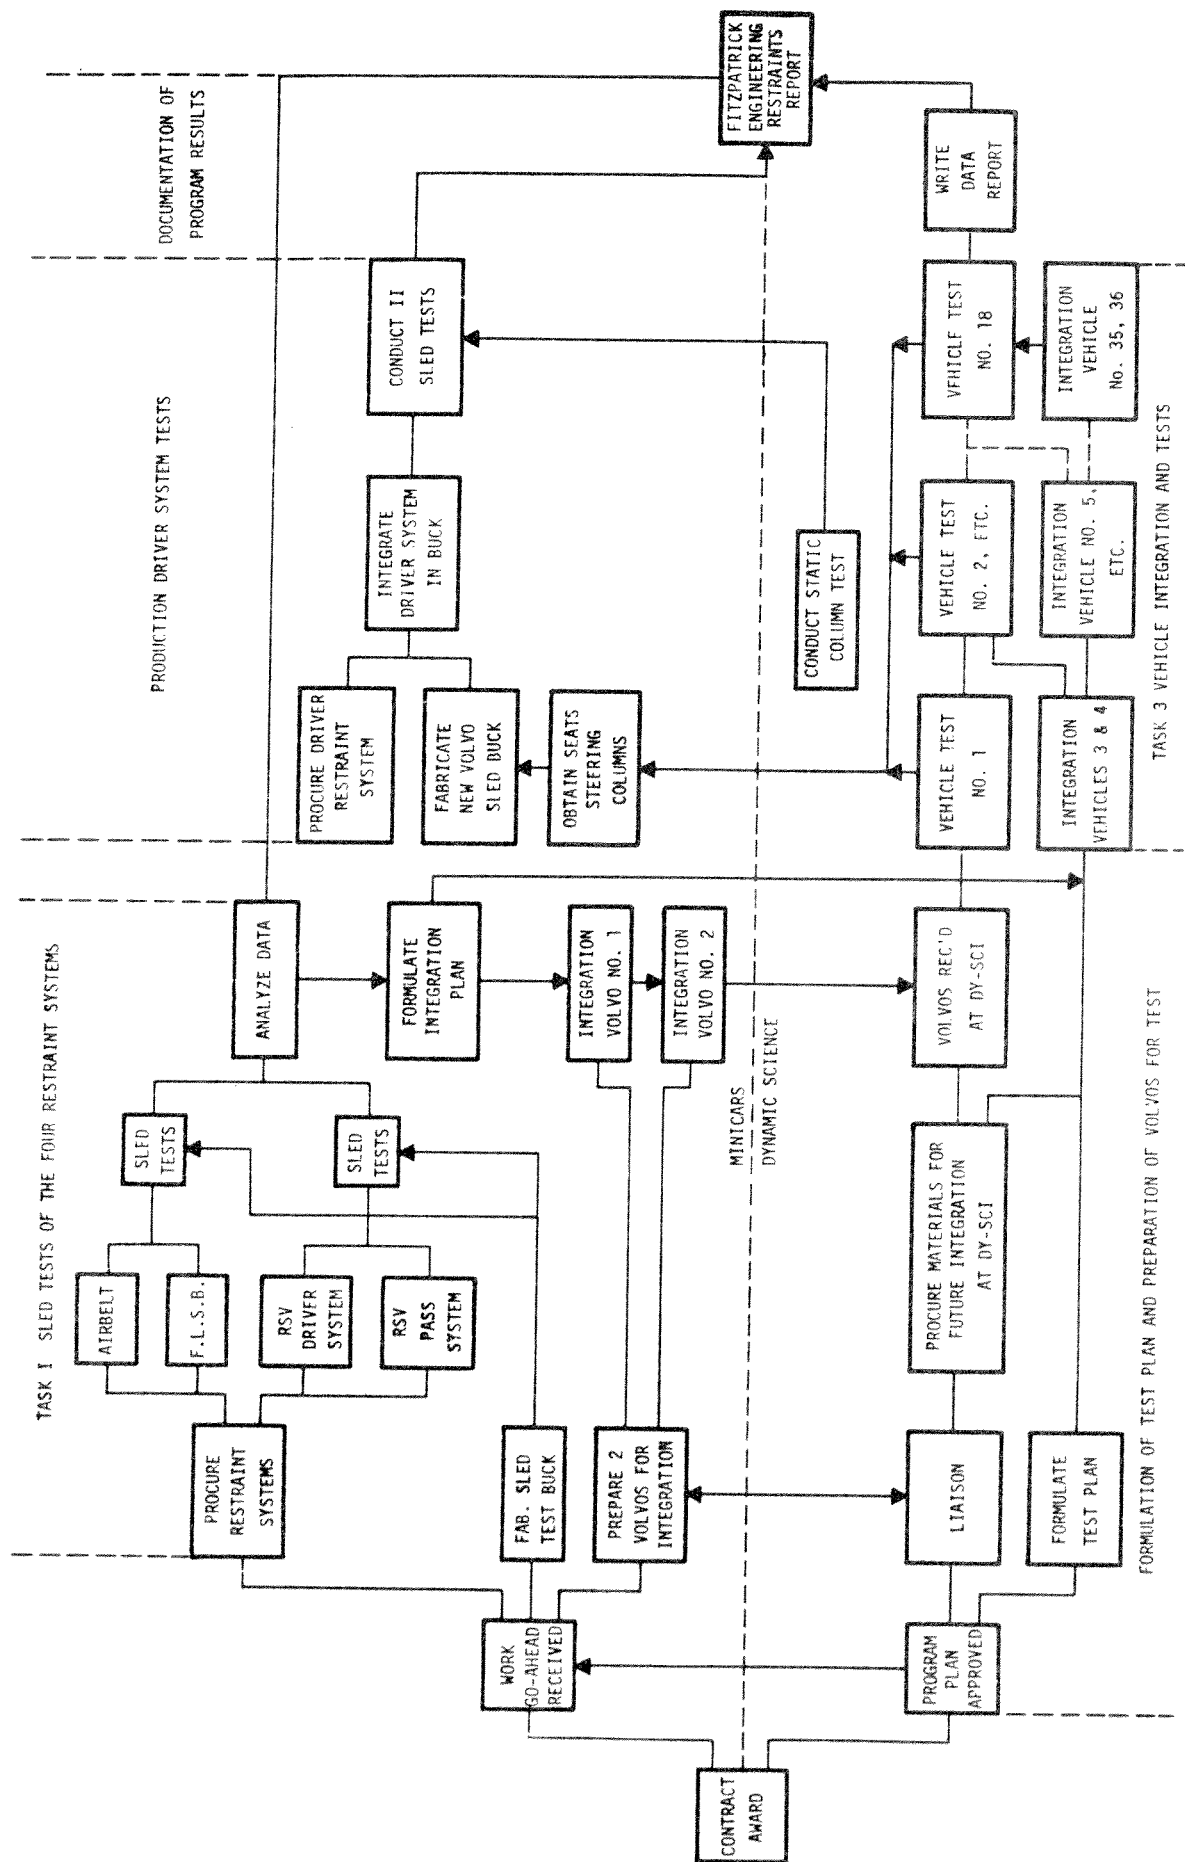 TASK 1 SLED TESTS OF THE FOUR RESTRAINT SYSTEMS
PRODUCTION DRIVER SYSTEM TESTS
DOCUMENTATION OF
PROGRAM RESULTS
CONTRACT
AWARD
WORK
GO-AHEAD
RECEIVED
PROGRAM
PLAN
APPROVED
PROCURE
RESTRAINT
SYSTEMS
FAB. SLED
TEST BUCK
PREPARE 2
VOLVOS FOR
INTEGRATION
LIAISON
FORMULATE
TEST PLAN
AIRBELT
F.L.S.B.
RSV
DRIVER
SYSTEM
RSV
PASS
SYSTEM
SLED
TESTS
SLED
TESTS
ANALYZE DATA
FORMULATE
INTEGRATION
PLAN
INTEGRATION
VOLVO NO. 1
INTEGRATION
VOLVO NO. 2
MINICARS
DYNAMIC SCIENCE
PROCURE MATERIALS FOR
FUTURE INTEGRATION
AT DY-SCI
VOLVOS REC'D
AT DY-SCI
PROCURE DRIVER
RESTRAINT
SYSTEM
FABRICATE
NEW VOLVO
SLED BUCK
OBTAIN SEATS
STEERING
COLUMNS
INTEGRATE
DRIVER SYSTEM
IN BUCK
CONDUCT II
SLED TESTS
CONDUCT STATIC
COLUMN TEST
VEHICLE TEST
NO. 1
VEHICLE TEST
NO. 2, ETC.
VEHICLE TEST
NO. 18
INTEGRATION
VEHICLES 3 & 4
INTEGRATION
VEHICLE NO. 5,
ETC.
INTEGRATION
VEHICLE
No. 35, 36
WRITE
DATA
REPORT
FITZPATRICK
ENGINEERING
RESTRAINTS
REPORT
FORMULATION OF TEST PLAN AND PREPARATION OF VOLVOS FOR TEST
TASK 3 VEHICLE INTEGRATION AND TESTS